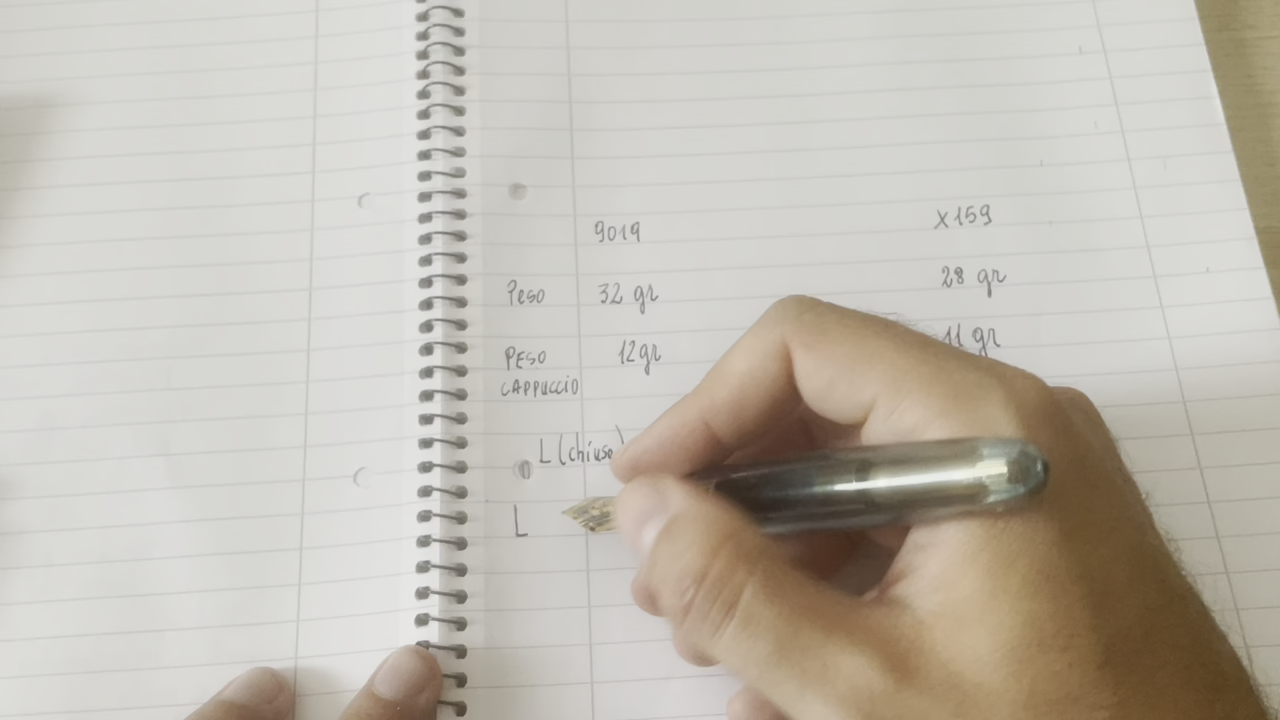 9019 X159
Peso 32 gr 28 gr
PESO 12gr 11 gr
CAPPUCCIO
L (chiuso)
L